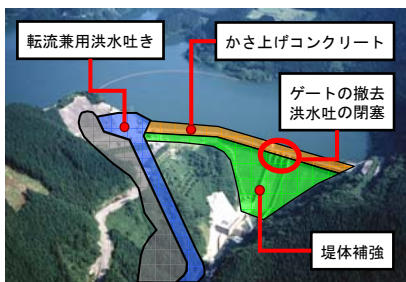 転流兼用洪水吐き
かさ上げコンクリート
ゲートの撤去
洪水吐の閉塞
堤体補強